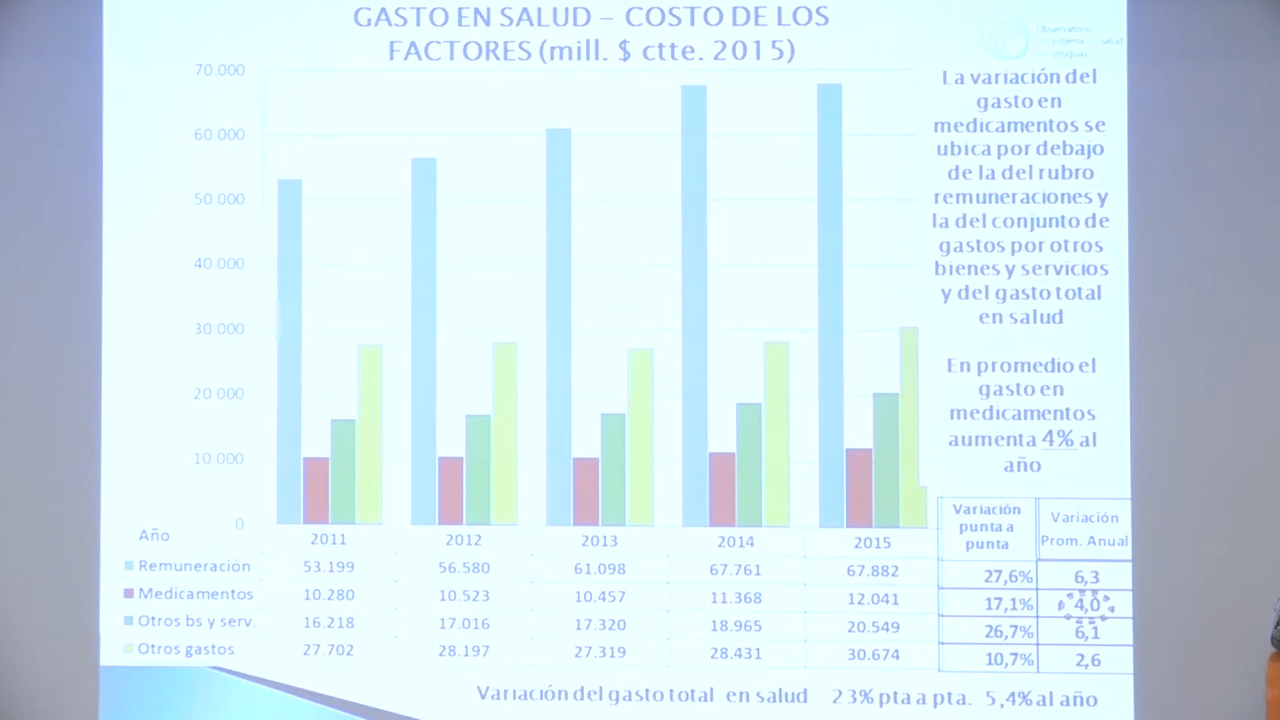 GASTO EN SALUD – COSTO DE LOS
FACTORES (mill. $ ctte. 2015)
Observatorio
sistema salud
Uruguay
70 000
60 000
50 000
40 000
30 000
20 000
10 000
0
La variación del
gasto en
medicamentos se
ubica por debajo
de la del rubro
remuneraciones y
la del conjunto de
gastos por otros
bienes y servicios
y del gasto total
en salud
En promedio el
gasto en
medicamentos
aumenta 4% al
año
Año 2011 2012 2013 2014 2015
Variación punta a punta
Variación Prom. Anual
Remuneración 53.199 56.580 61.098 67.761 67.882 27,6% 6,3
Medicamentos 10.280 10.523 10.457 11.368 12.041 17,1% 4,0
Otros bs y serv. 16.218 17.016 17.320 18.965 20.549 26,7% 6,1
Otros gastos 27.702 28.197 27.319 28.431 30.674 10,7% 2,6
Variación del gasto total en salud 23% pta a pta. 5,4% al año